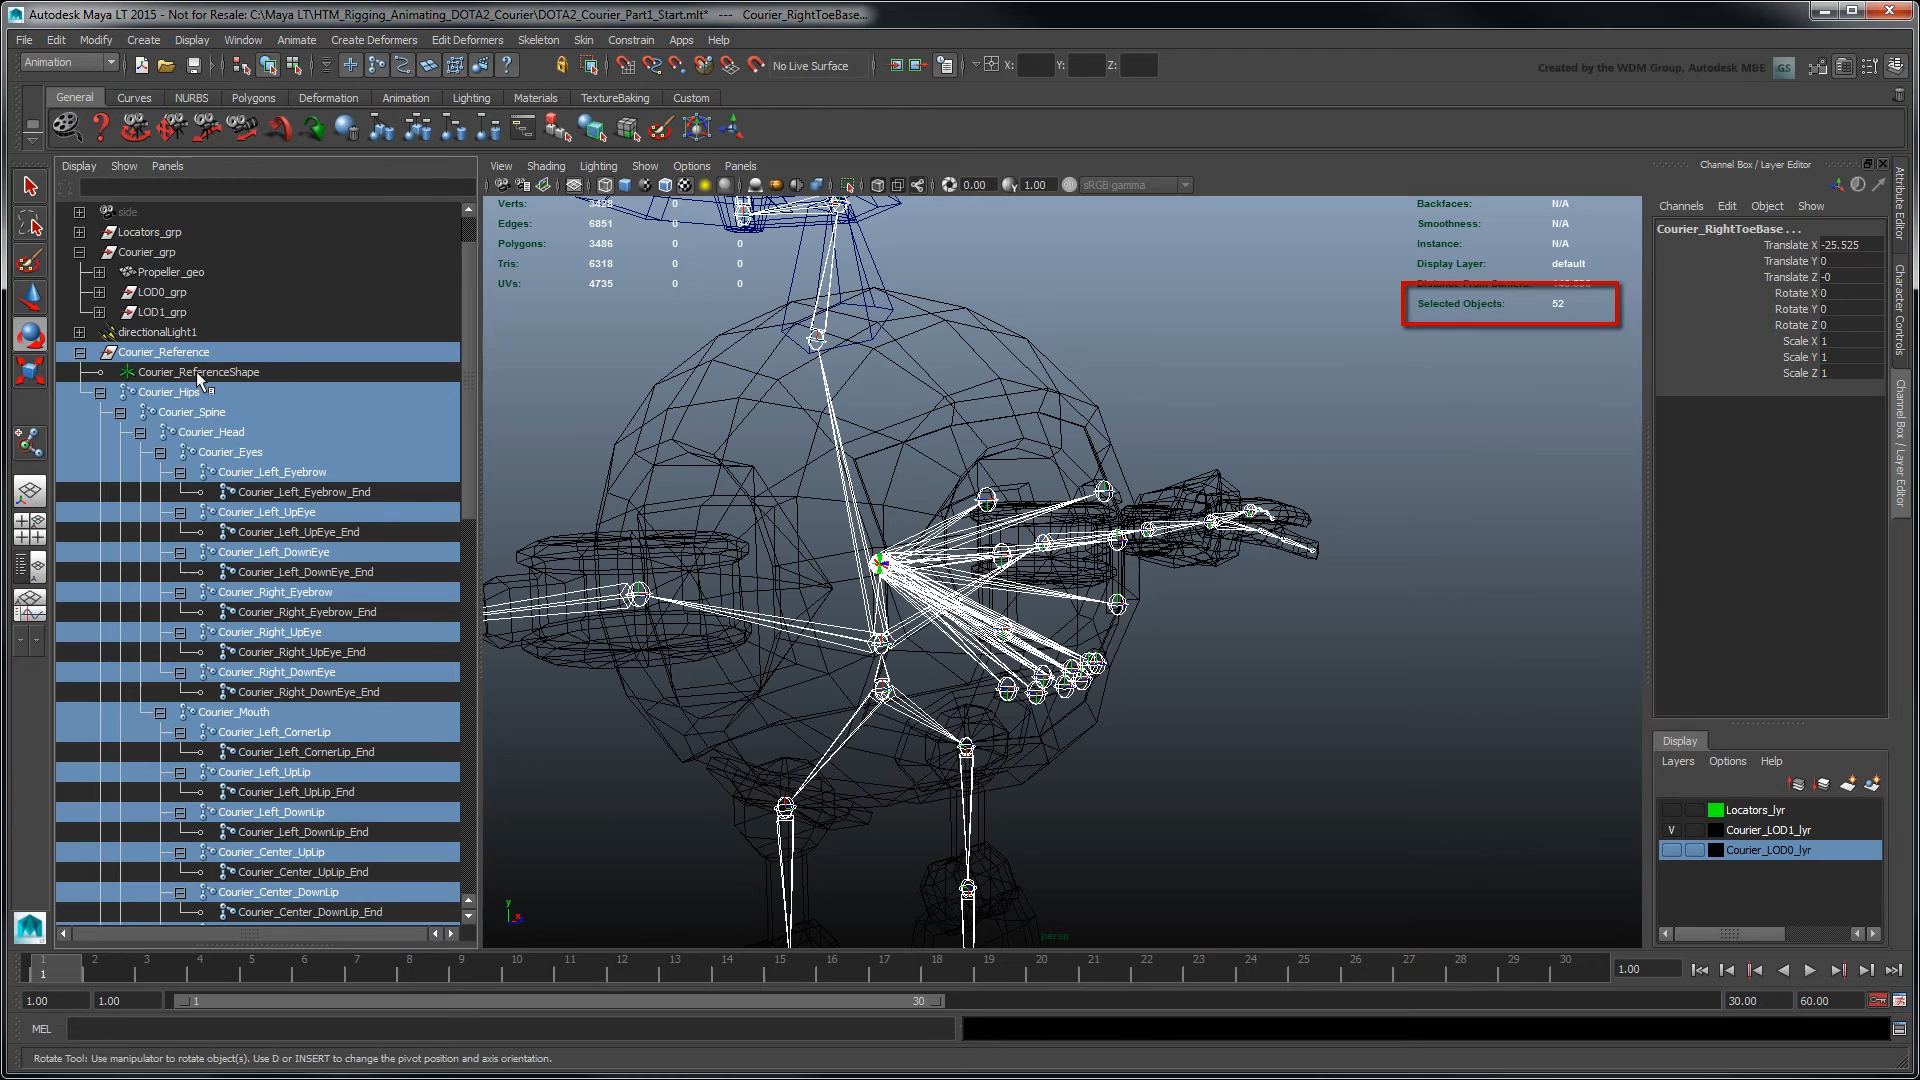 Autodesk Maya LT 2015 - Not for Resale: C:\Maya LT\HTM_Rigging_Animating_DOTA2_Courier\DOTA2_Courier_Part1_Start.mlt* --- Courier_RightToeBase...
File Edit Modify Create Display Window Animate Create Deformers Edit Deformers Skeleton Skin Constrain Apps Help
Animation No Live Surface X: Y: Z: Created by the WDM Group, Autodesk M&E GS
General Curves NURBS Polygons Deformation Animation Lighting Materials TextureBaking Custom
Display Show Panels
side
Locators_grp
Courier_grp
Propeller_geo
LOD0_grp
LOD1_grp
directionalLight1
Courier_Reference
Courier_ReferenceShape
Courier_Hips
Courier_Spine
Courier_Head
Courier_Eyes
Courier_Left_Eyebrow
Courier_Left_Eyebrow_End
Courier_Left_UpEye
Courier_Left_UpEye_End
Courier_Left_DownEye
Courier_Left_DownEye_End
Courier_Right_Eyebrow
Courier_Right_Eyebrow_End
Courier_Right_UpEye
Courier_Right_UpEye_End
Courier_Right_DownEye
Courier_Right_DownEye_End
Courier_Mouth
Courier_Left_CornerLip
Courier_Left_CornerLip_End
Courier_Left_UpLip
Courier_Left_UpLip_End
Courier_Left_DownLip
Courier_Left_DownLip_End
Courier_Center_UpLip
Courier_Center_UpLip_End
Courier_Center_DownLip
Courier_Center_DownLip_End
View Shading Lighting Show Options Panels
0.00 1.00 sRGB gamma
Verts: 3498 0
Edges: 6851 0 0
Polygons: 3486 0 0
Tris: 6318 0 0
UVs: 4735 0 0
Backfaces: N/A
Smoothness: N/A
Instance: N/A
Display Layer: default
Distance From Camera:
Selected Objects: 52
y
x
persp
Channel Box / Layer Editor
Channels Edit Object Show
Courier_RightToeBase . . .
Translate X -25.525
Translate Y 0
Translate Z -0
Rotate X 0
Rotate Y 0
Rotate Z 0
Scale X 1
Scale Y 1
Scale Z 1
Display
Layers Options Help
Locators_lyr
V Courier_LOD1_lyr
Courier_LOD0_lyr
Attribute Editor
Character Controls
Channel Box / Layer Editor
1 2 3 4 5 6 7 8 9 10 11 12 13 14 15 16 17 18 19 20 21 22 23 24 25 26 27 28 29 30
1 1.00
1.00 1.00 1 30 30.00 60.00
MEL
Rotate Tool: Use manipulator to rotate object(s). Use D or INSERT to change the pivot position and axis orientation.